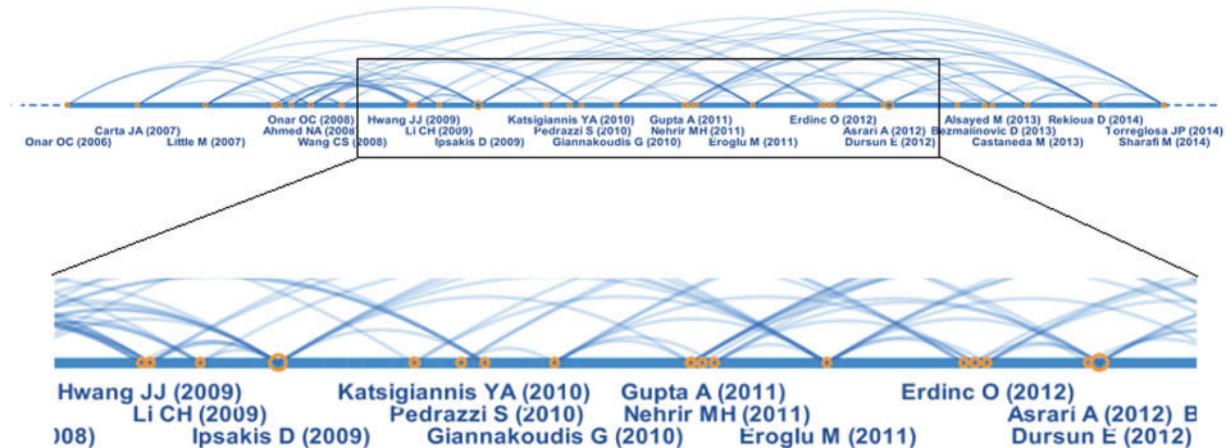 Onar OC (2008) Hwang JJ (2009) Katsigiannis YA (2010) Gupta A (2011) Erdinc O (2012) Alsayed M (2013) Rekioua D (2014)
Carta JA (2007) Ahmed NA (2008) Li CH (2009) Pedrazzi S (2010) Nehrir MH (2011) Asrari A (2012) Bezmalinovic D (2013) Torreglosa JP (2014)
Onar OC (2006) Little M (2007) Wang CS (2008) Ipsakis D (2009) Giannakoudis G (2010) Eroglu M (2011) Dursun E (2012) Castaneda M (2013) Sharafi M (2014)
Hwang JJ (2009) Katsigiannis YA (2010) Gupta A (2011) Erdinc O (2012)
Li CH (2009) Pedrazzi S (2010) Nehrir MH (2011) Asrari A (2012) B
008) Ipsakis D (2009) Giannakoudis G (2010) Eroglu M (2011) Dursun E (2012)